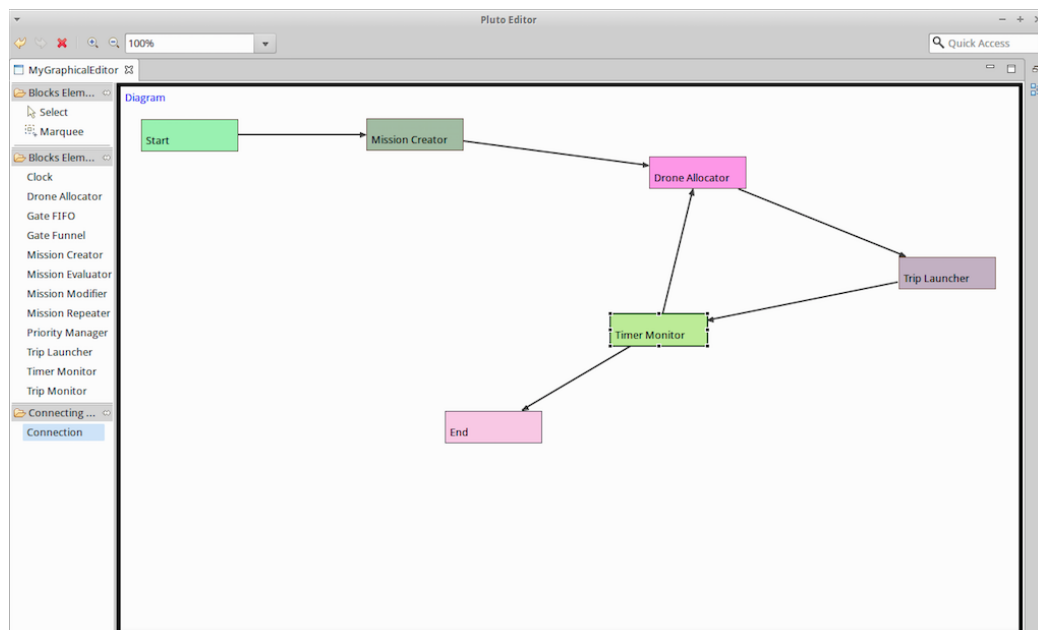 Pluto Editor
100%
Quick Access
MyGraphicalEditor
Blocks Elem...
Select
Marquee
Blocks Elem...
Clock
Drone Allocator
Gate FIFO
Gate Funnel
Mission Creator
Mission Evaluator
Mission Modifier
Mission Repeater
Priority Manager
Trip Launcher
Timer Monitor
Trip Monitor
Connecting ...
Connection
Diagram
Start
Mission Creator
Drone Allocator
Trip Launcher
Timer Monitor
End